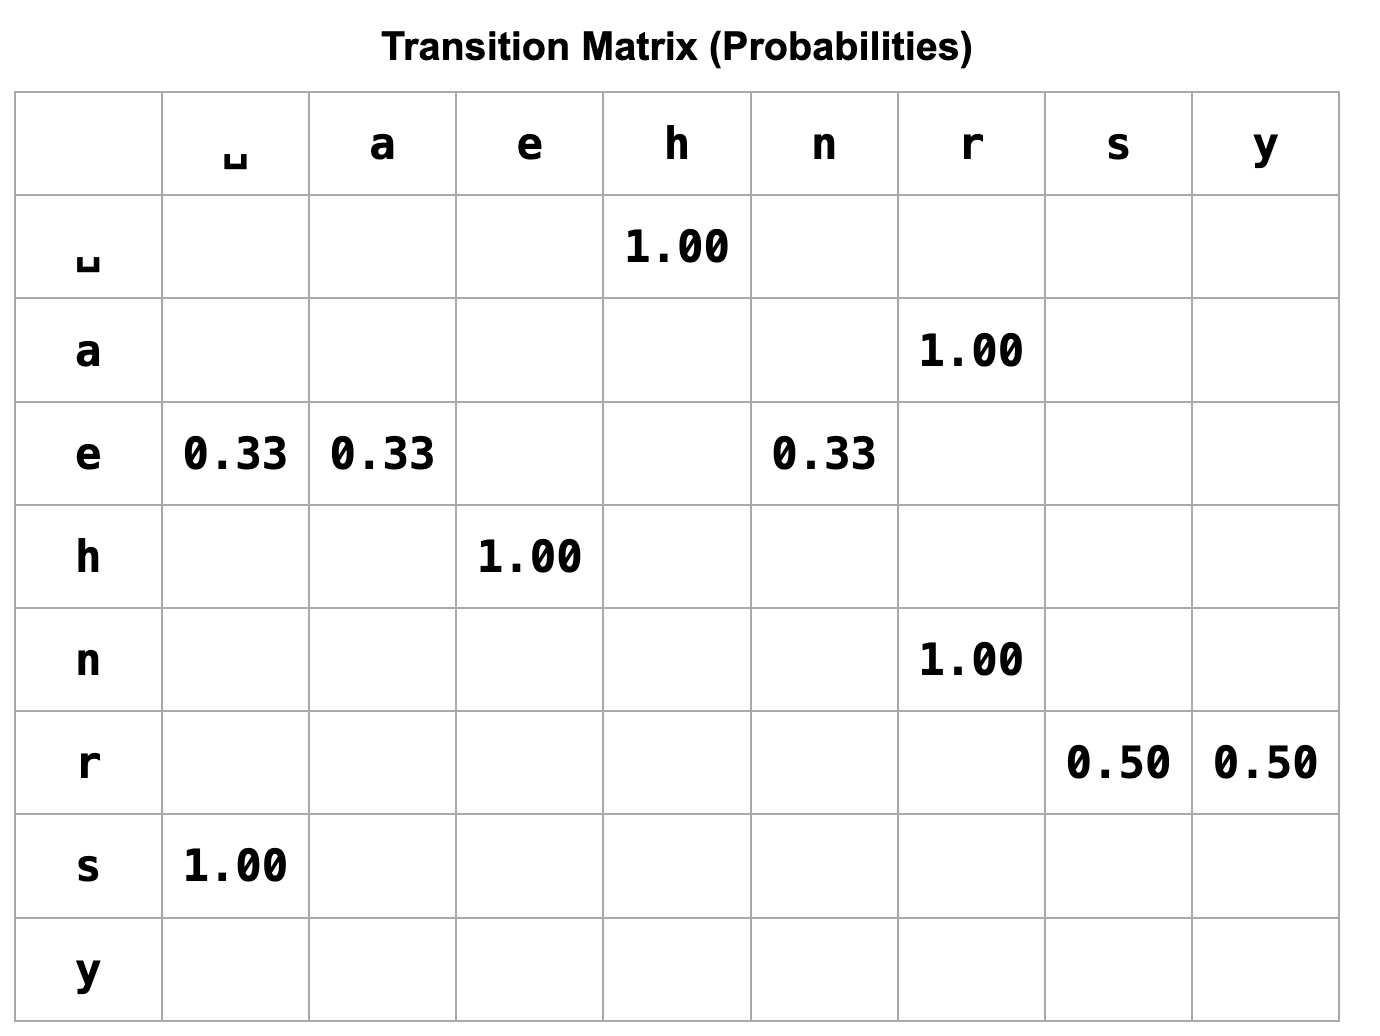 Transition Matrix (Probabilities)
␣ a e h n r s y
␣ 1.00
a 1.00
e 0.33 0.33 0.33
h 1.00
n 1.00
r 0.50 0.50
s 1.00
y